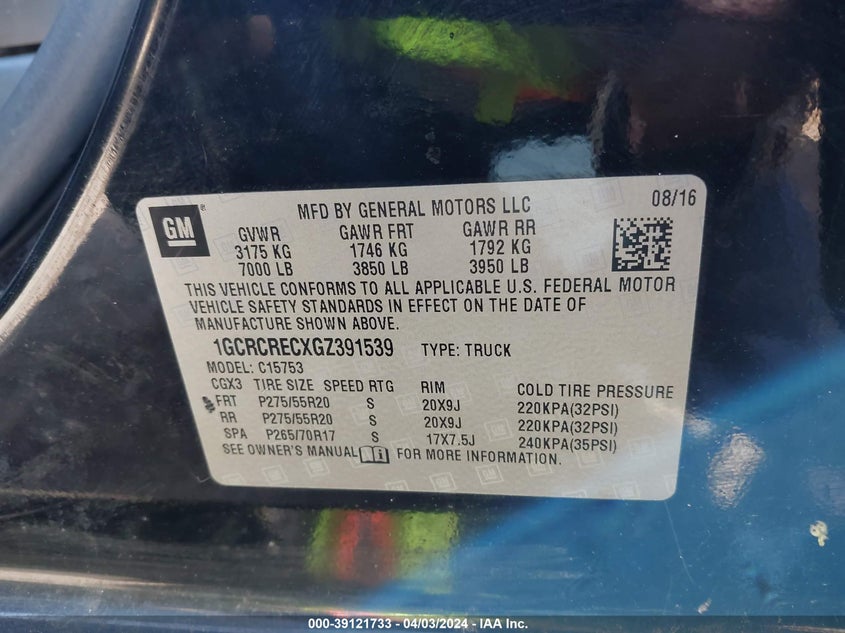 GM ®
MFD BY GENERAL MOTORS LLC 08/16
GVWR GAWR FRT GAWR RR
3175 KG 1746 KG 1792 KG
7000 LB 3850 LB 3950 LB
THIS VEHICLE CONFORMS TO ALL APPLICABLE U.S. FEDERAL MOTOR
VEHICLE SAFETY STANDARDS IN EFFECT ON THE DATE OF
MANUFACTURE SHOWN ABOVE.
1GCRCRECXGZ391539 TYPE: TRUCK
MODEL: C15753
CGX3 TIRE SIZE SPEED RTG RIM COLD TIRE PRESSURE
FRT P275/55R20 S 20X9J 220KPA(32PSI)
RR P275/55R20 S 20X9J 220KPA(32PSI)
SPA P265/70R17 S 17X7.5J 240KPA(35PSI)
SEE OWNER'S MANUAL FOR MORE INFORMATION.
000-39121733 - 04/03/2024 - IAA Inc.